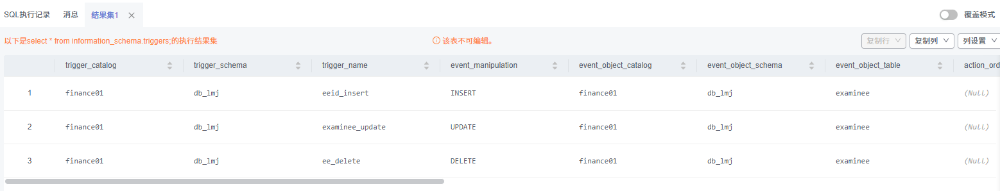 SQL执行记录 消息 结果集1 覆盖模式
以下是select * from information_schema.triggers;的执行结果集 该表不可编辑。 复制行 复制列 列设置
trigger_catalog trigger_schema trigger_name event_manipulation event_object_catalog event_object_schema event_object_table action_ord
1 finance01 db_lmj eeid_insert INSERT finance01 db_lmj examinee (Null)
2 finance01 db_lmj examinee_update UPDATE finance01 db_lmj examinee (Null)
3 finance01 db_lmj ee_delete DELETE finance01 db_lmj examinee (Null)